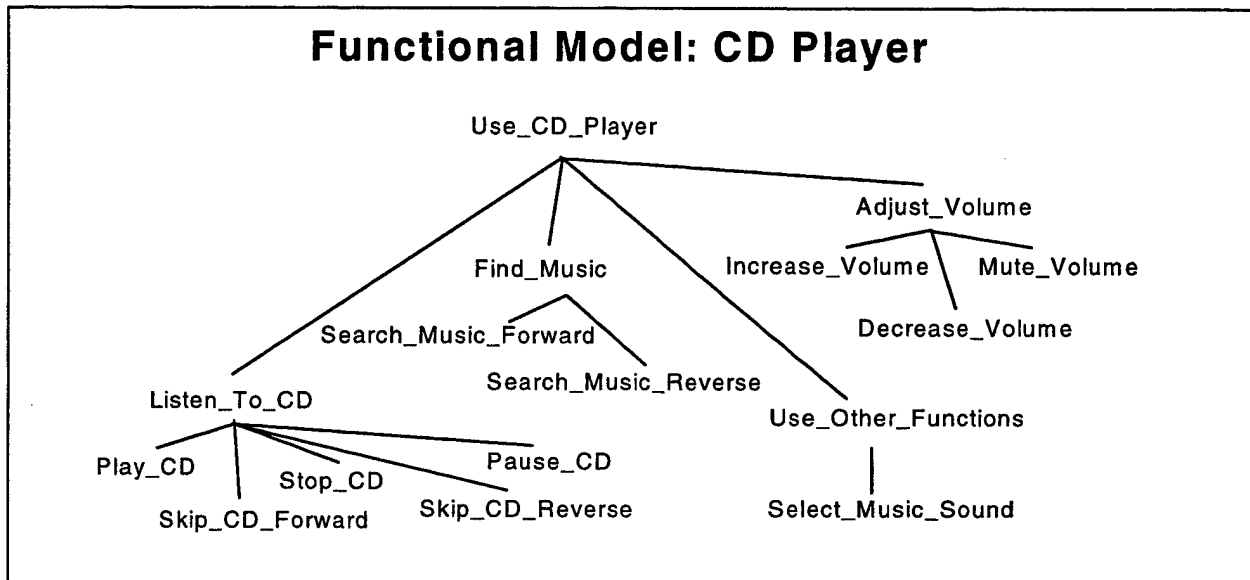 Functional Model: CD Player
Use_CD_Player
Adjust_Volume
Find_Music
Increase_Volume
Mute_Volume
Search_Music_Forward
Decrease_Volume
Search_Music_Reverse
Listen_To_CD
Use_Other_Functions
Play_CD
Stop_CD
Pause_CD
Skip_CD_Forward
Skip_CD_Reverse
Select_Music_Sound